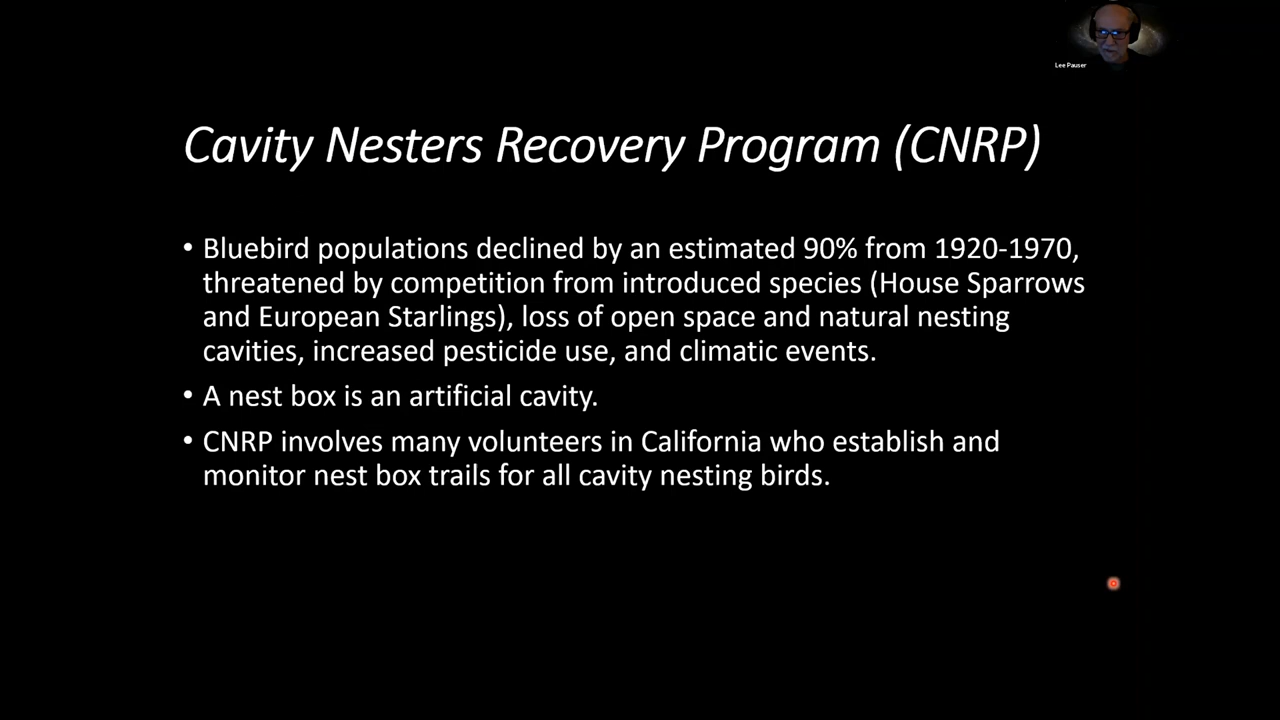 Lee Pauser
Cavity Nesters Recovery Program (CNRP)
• Bluebird populations declined by an estimated 90% from 1920-1970,
threatened by competition from introduced species (House Sparrows
and European Starlings), loss of open space and natural nesting
cavities, increased pesticide use, and climatic events.
• A nest box is an artificial cavity.
• CNRP involves many volunteers in California who establish and
monitor nest box trails for all cavity nesting birds.